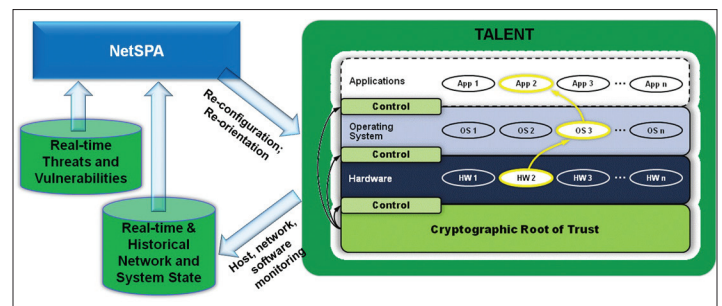 NetSPA
Real-time
Threats and
Vulnerabilities
Real-time &
Historical
Network and
System State
Re-configuration;
Re-orientation
Host, network,
software
monitoring
TALENT
Applications
App 1
App 2
App 3
...
App n
Control
Operating
System
OS 1
OS 2
OS 3
...
OS n
Control
Hardware
HW 1
HW 2
HW 3
...
HW n
Control
Cryptographic Root of Trust